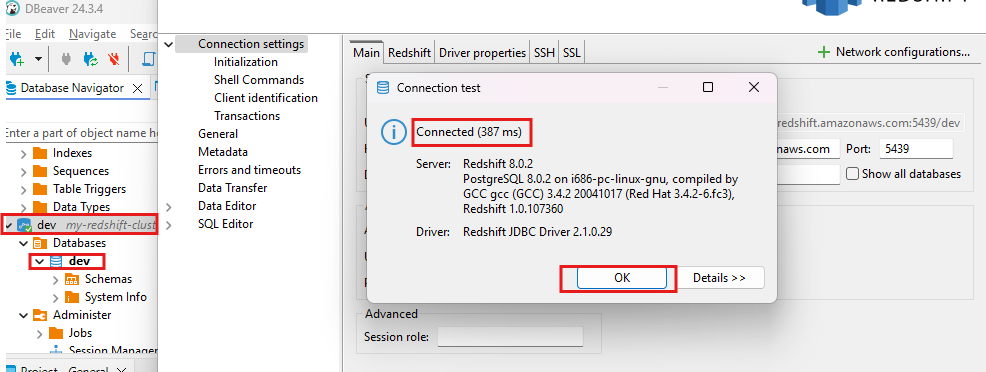 DBeaver 24.3.4
File Edit Navigate Se
Database Navigator
Enter a part of object name he
Indexes
Sequences
Table Triggers
Data Types
dev my-redshift-clust
Databases
dev
Schemas
System Info
Administer
Jobs
Session Manager
Project - General
Connection settings
Initialization
Shell Commands
Client identification
Transactions
General
Metadata
Errors and timeouts
Data Transfer
Data Editor
SQL Editor
Main Redshift Driver properties SSH SSL
Network configurations...
redshift.amazonaws.com:5439/dev
naws.com Port: 5439
Show all databases
Connection test
Connected (387 ms)
Server: Redshift 8.0.2
PostgreSQL 8.0.2 on i686-pc-linux-gnu, compiled by
GCC gcc (GCC) 3.4.2 20041017 (Red Hat 3.4.2-6.fc3),
Redshift 1.0.107360
Driver: Redshift JDBC Driver 2.1.0.29
OK Details >>
Advanced
Session role: